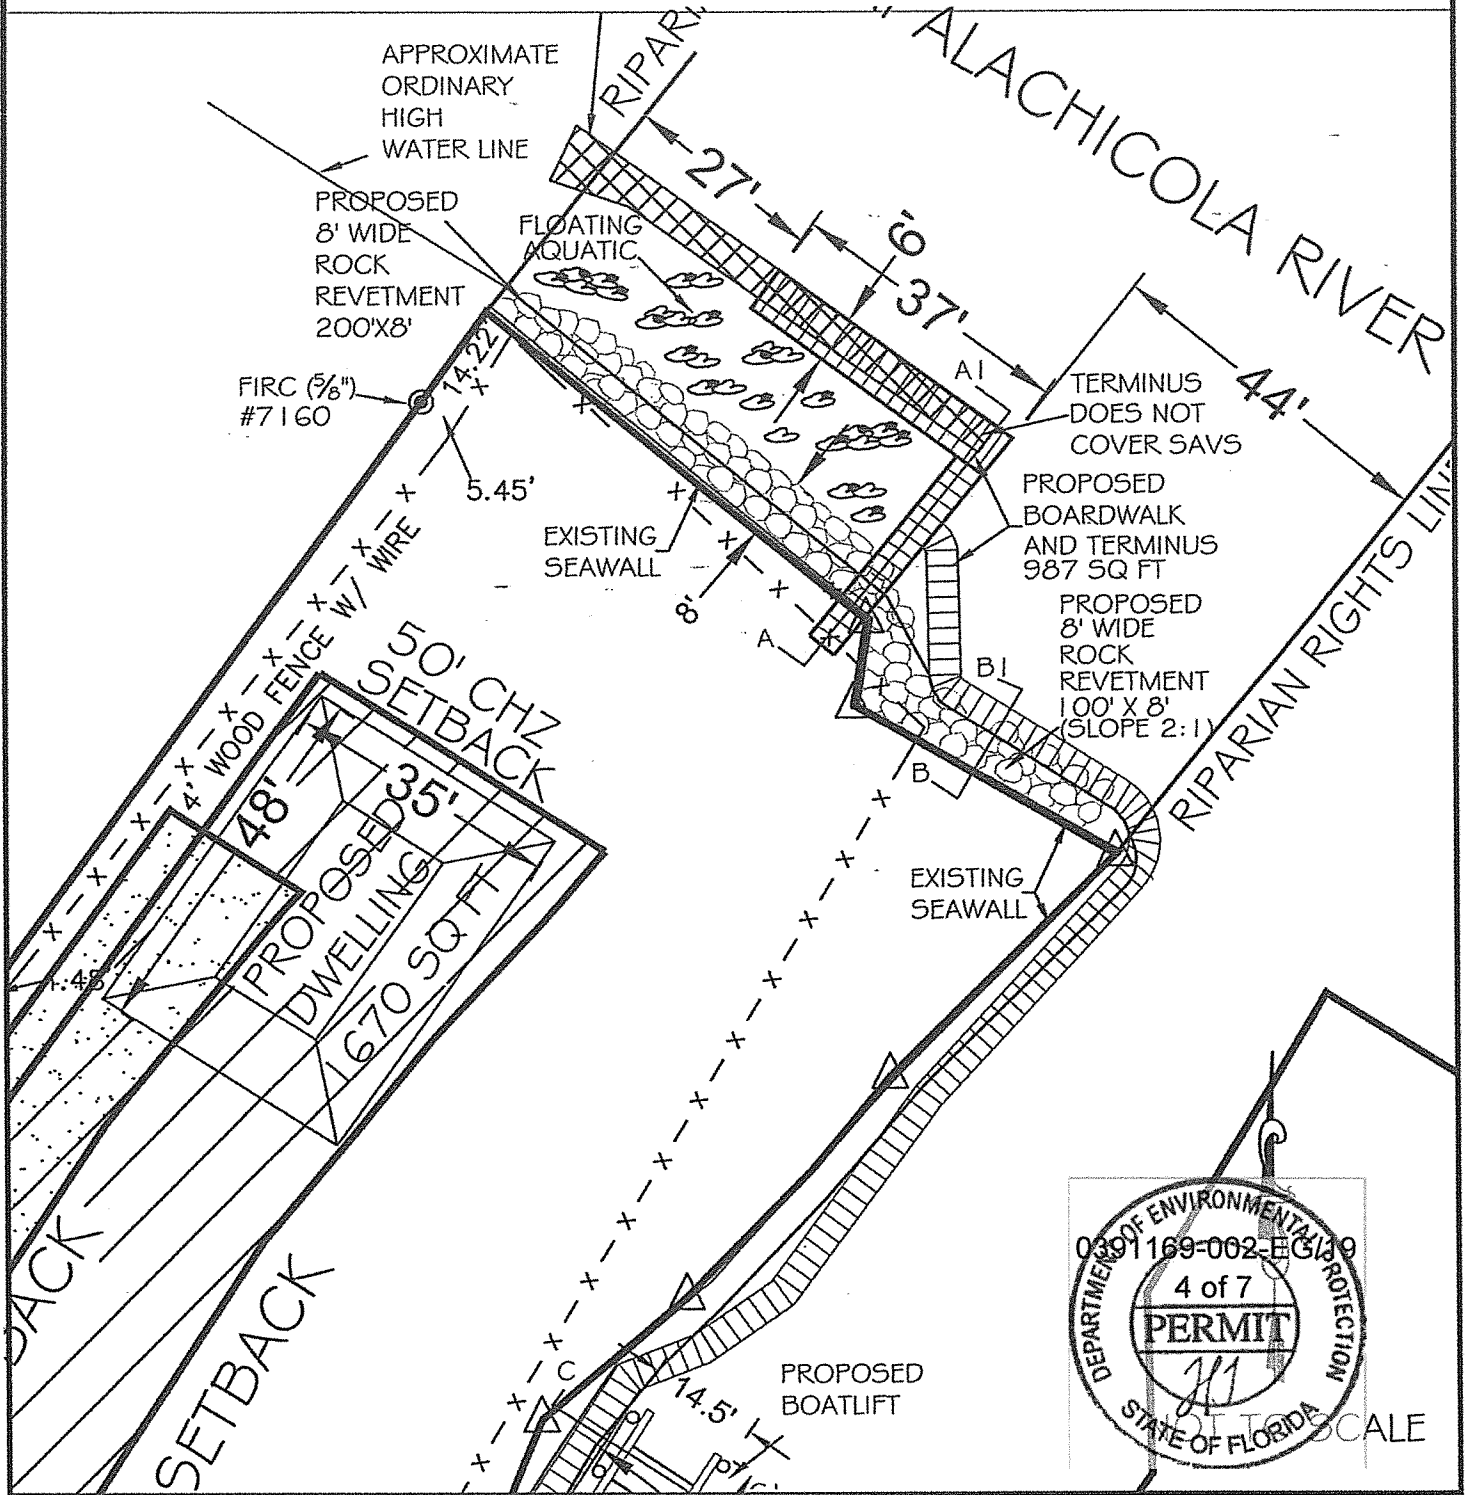 APPROXIMATE
ORDINARY
HIGH
WATER LINE
ALACHICOLA RIVER
27'
6'
37'
44'
PROPOSED
8' WIDE
ROCK
REVETMENT
200'X8'
FLOATING
AQUATIC
FIRC (5/8")
#7160
14.22
5.45'
A1
TERMINUS
DOES NOT
COVER SAVS
PROPOSED
BOARDWALK
AND TERMINUS
987 SQ FT
EXISTING
SEAWALL
8'
A
PROPOSED
8' WIDE
ROCK
REVETMENT
100' X 8'
(SLOPE 2:1)
B1
B
RIPARIAN RIGHTS LINE
4' WOOD FENCE W/ WIRE
50' CHZ
SETBACK
48'
35'
PROPOSED
DWELLING
1670 SQ FT
EXISTING
SEAWALL
SETBACK
C
14.5'
PROPOSED
BOATLIFT
DEPARTMENT OF ENVIRONMENTAL PROTECTION
0391169-002-EG/19
4 of 7
PERMIT
STATE OF FLORIDA
NOT TO SCALE